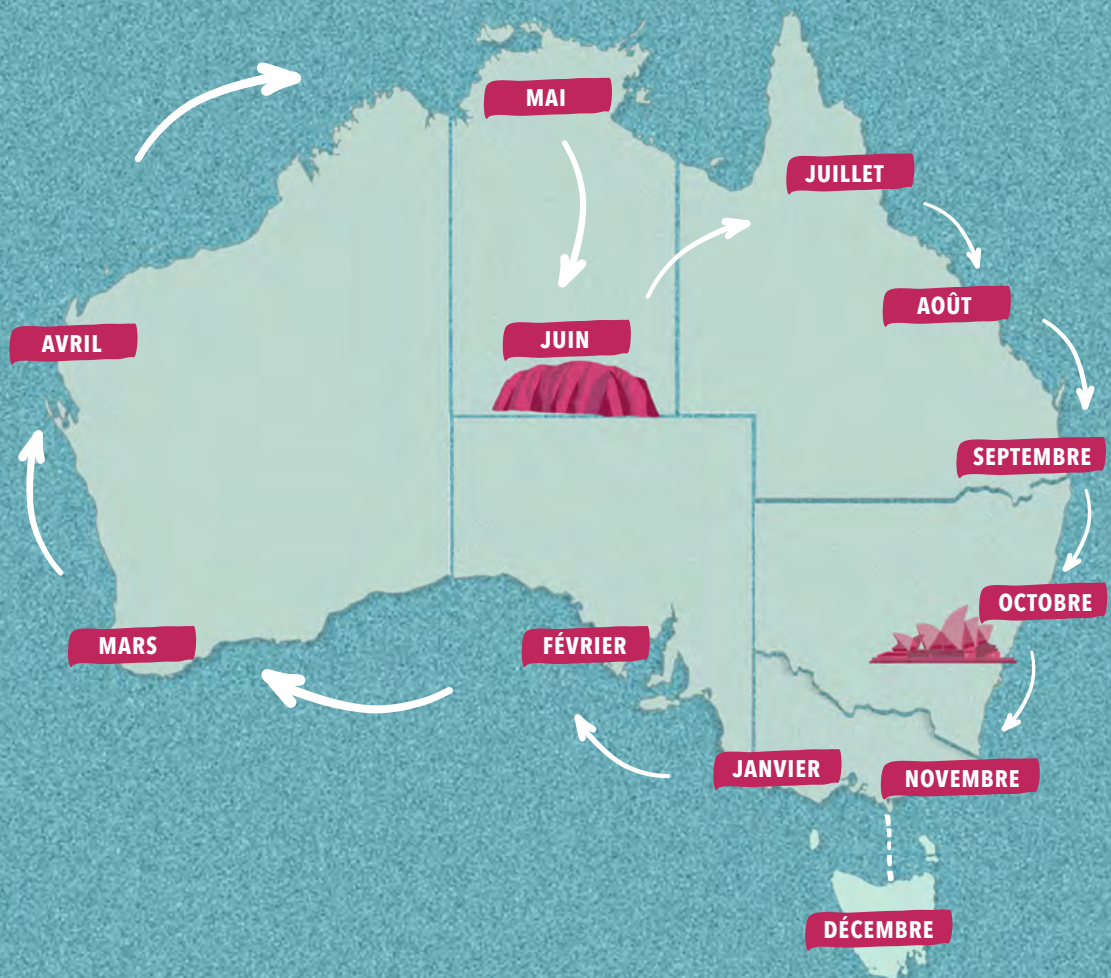 MAI
JUILLET
AOÛT
AVRIL
JUIN
SEPTEMBRE
OCTOBRE
MARS
FÉVRIER
JANVIER
NOVEMBRE
DÉCEMBRE